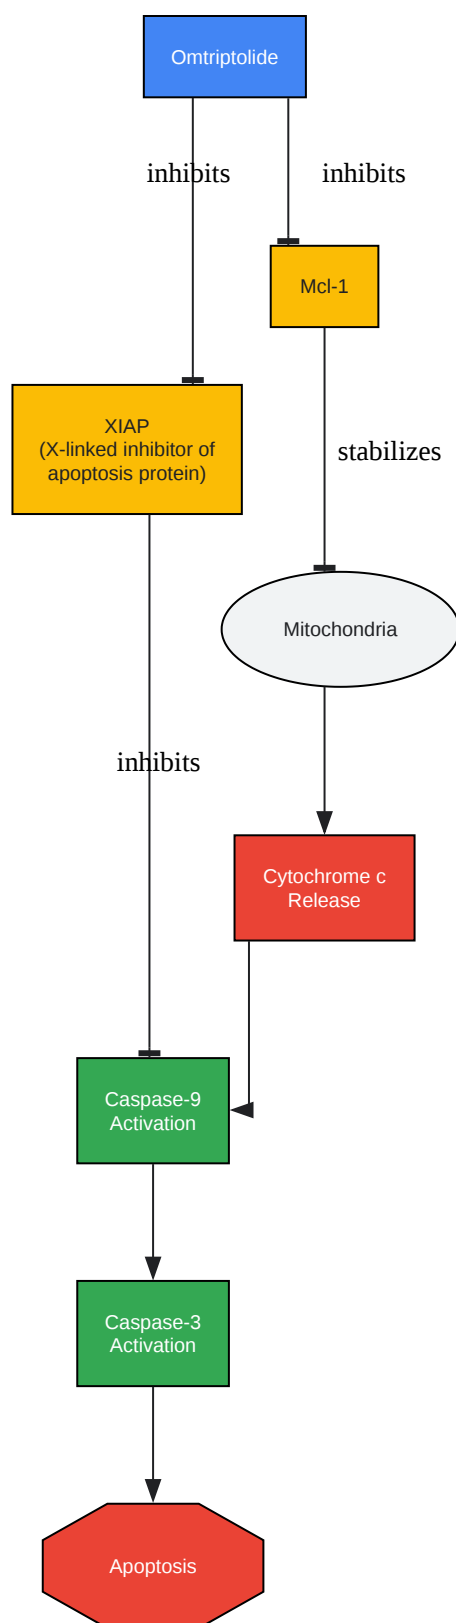 Omtriptolide
inhibits
inhibits
Mcl-1
XIAP
(X-linked inhibitor of
apoptosis protein)
stabilizes
Mitochondria
inhibits
Cytochrome c
Release
Caspase-9
Activation
Caspase-3
Activation
Apoptosis